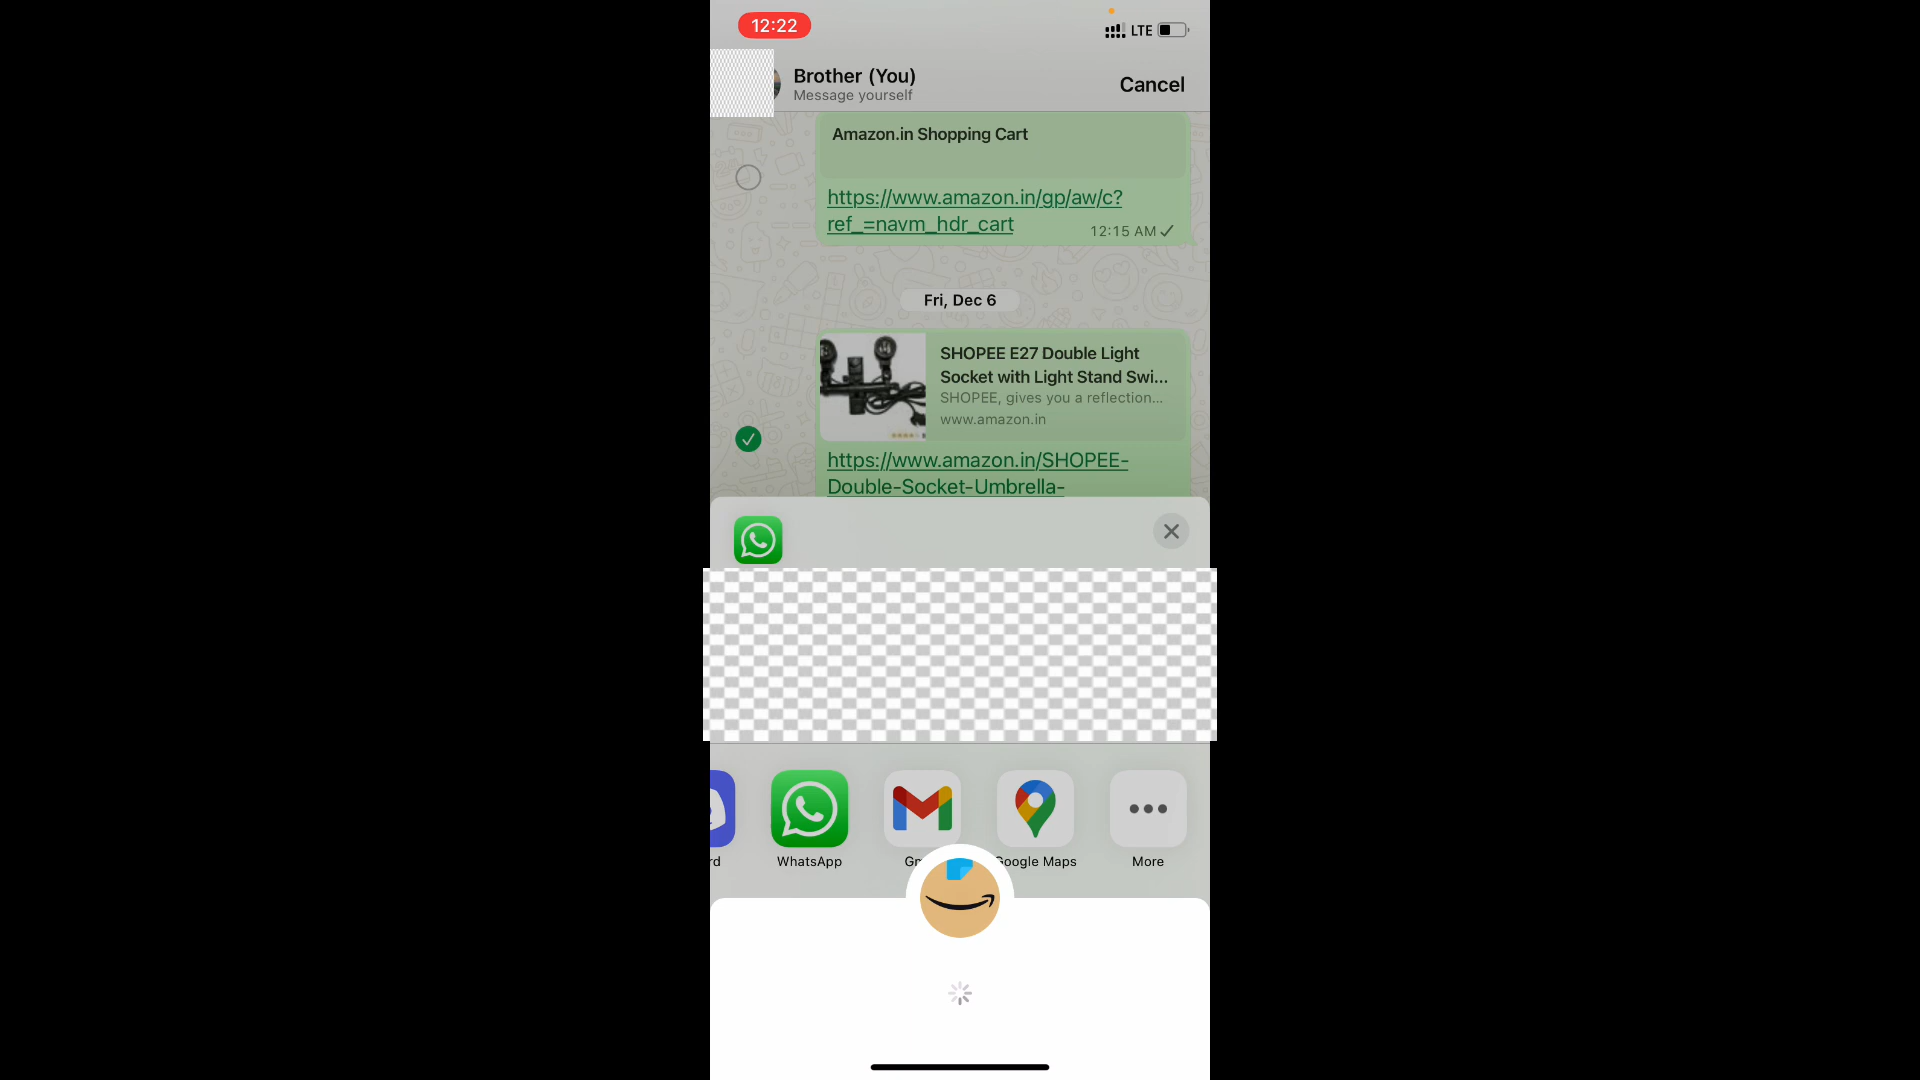 12:22
LTE
Brother (You)
Message yourself
Cancel
Amazon.in Shopping Cart
https://www.amazon.in/gp/aw/c?
ref_=navm_hdr_cart
12:15 AM
Fri, Dec 6
SHOPEE E27 Double Light
Socket with Light Stand Swi...
SHOPEE, gives you a reflection...
www.amazon.in
https://www.amazon.in/SHOPEE-
Double-Socket-Umbrella-
rd
WhatsApp
Gm
Google Maps
More